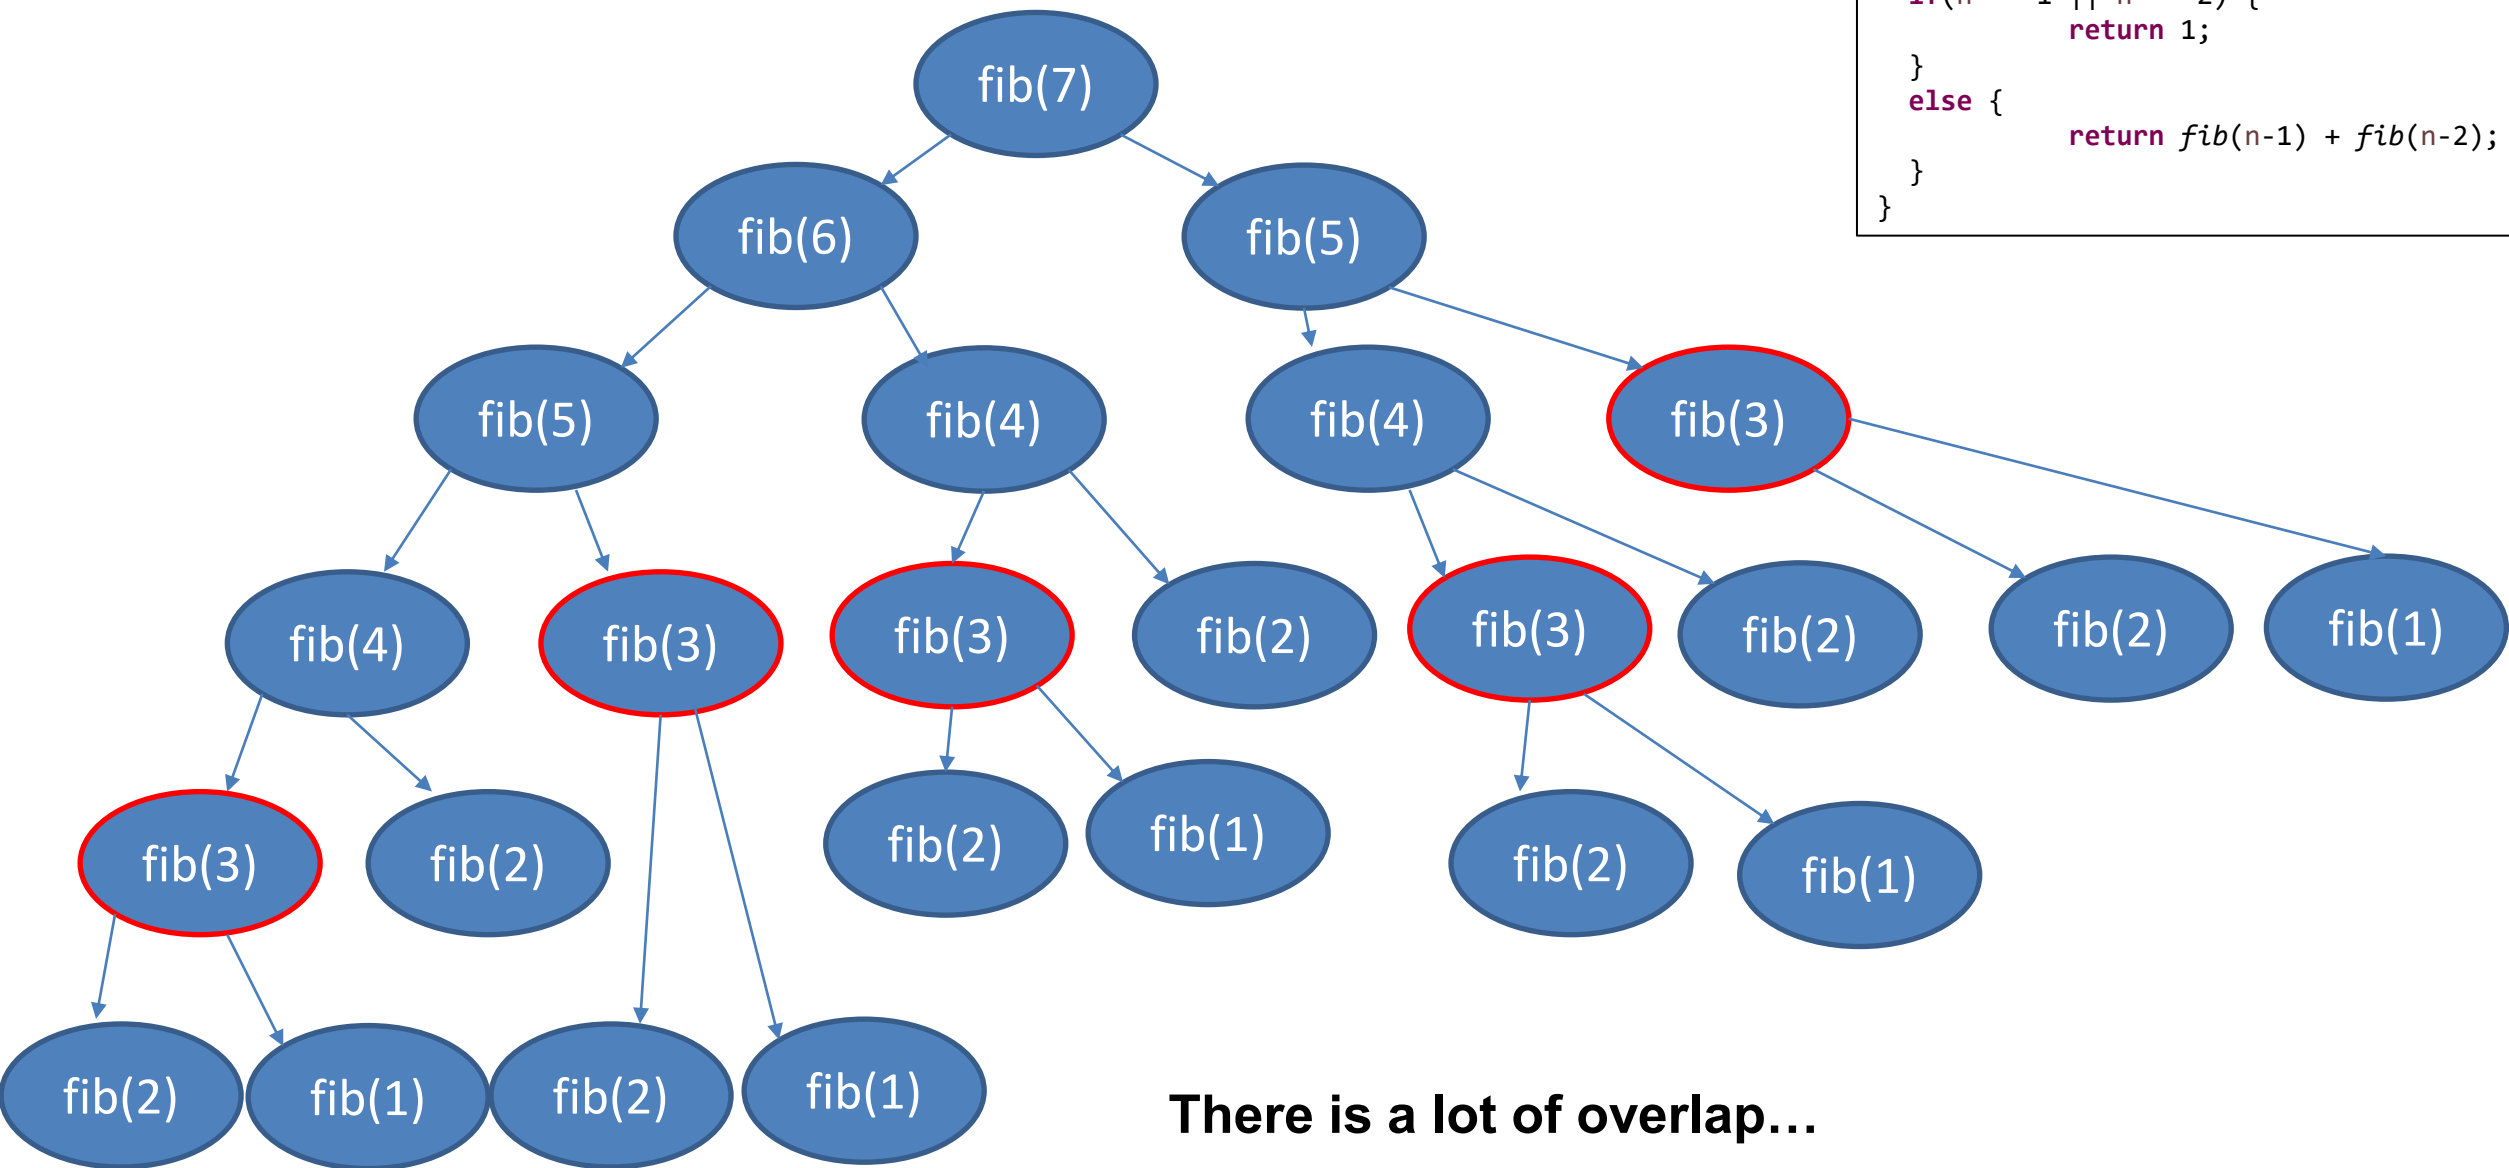 return 1;
}
else {
return fib(n-1) + fib(n-2);
}
}
fib(7)
fib(6) fib(5)
fib(5) fib(4) fib(4) fib(3)
fib(4) fib(3) fib(3) fib(2) fib(3) fib(2) fib(2) fib(1)
fib(3) fib(2) fib(2) fib(1) fib(2) fib(1)
fib(2) fib(1) fib(2) fib(1)
There is a lot of overlap…